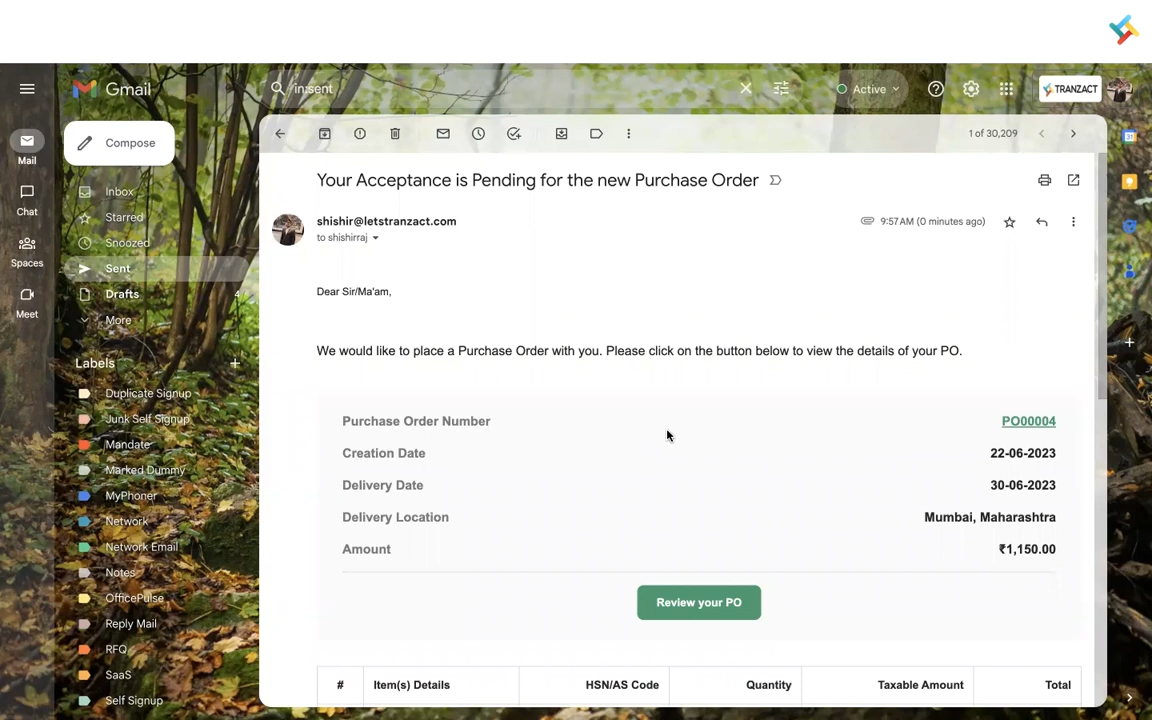 Gmail
in:sent
Active
TRANZACT
Compose
1 of 30,209
Mail
Chat
Spaces
Meet
Inbox
Starred
Snoozed
Sent
Drafts 4
More
Labels
Duplicate Signup
Junk Self Signup
Mandate
Marked Dummy
MyPhoner
Network
Network Email
Notes
OfficePulse
Reply Mail
RFQ
SaaS
Self Signup
Your Acceptance is Pending for the new Purchase Order
shishir@letstranzact.com
9:57 AM (0 minutes ago)
to shishirraj
Dear Sir/Ma'am,
We would like to place a Purchase Order with you. Please click on the button below to view the details of your PO.
Purchase Order Number PO00004
Creation Date 22-06-2023
Delivery Date 30-06-2023
Delivery Location Mumbai, Maharashtra
Amount ₹1,150.00
Review your PO
# Item(s) Details HSN/AS Code Quantity Taxable Amount Total